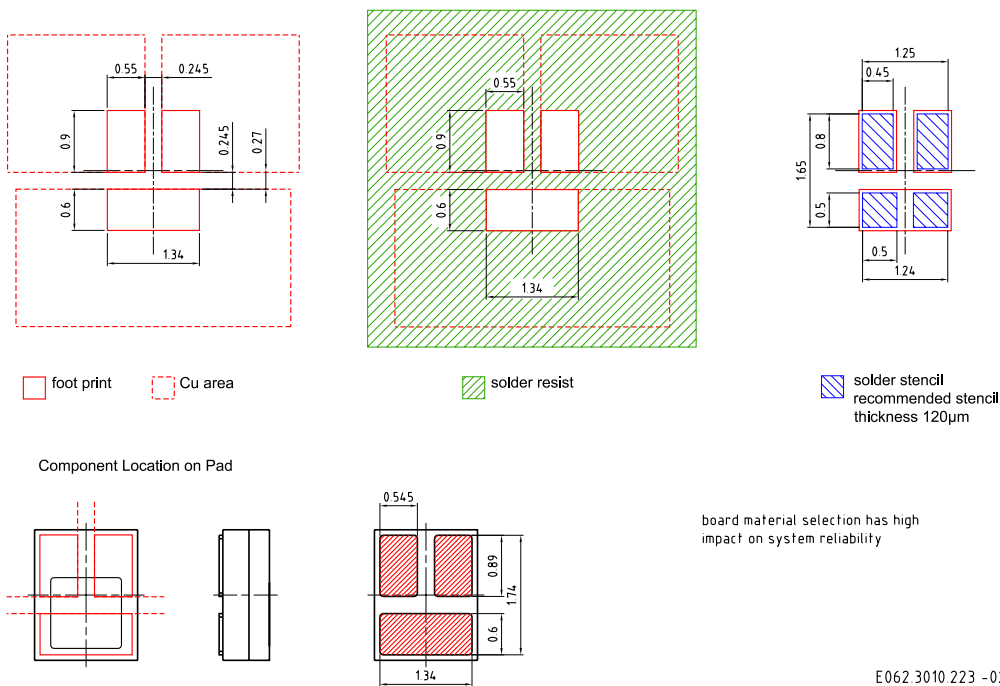 0.55
0.245
0.9
0.245
0.27
0.6
1.34
0.55
0.9
0.6
1.34
1.25
0.45
0.8
1.65
0.5
0.5
1.24
foot print
Cu area
solder resist
solder stencil
recommended stencil
thickness 120µm
Component Location on Pad
0.545
0.89
1.74
0.6
1.34
board material selection has high
impact on system reliability